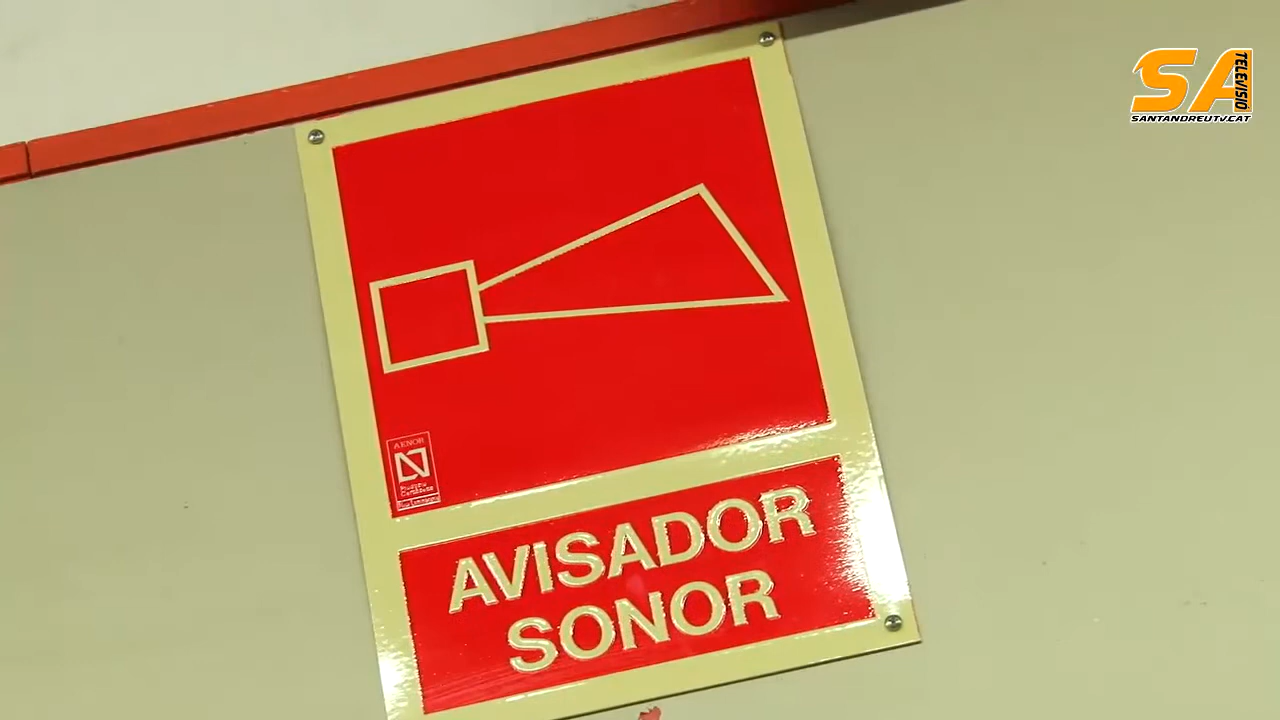 SA
TELEVISIÓ
SANTANDREUTV.CAT
AENOR
N
AVISADOR
SONOR